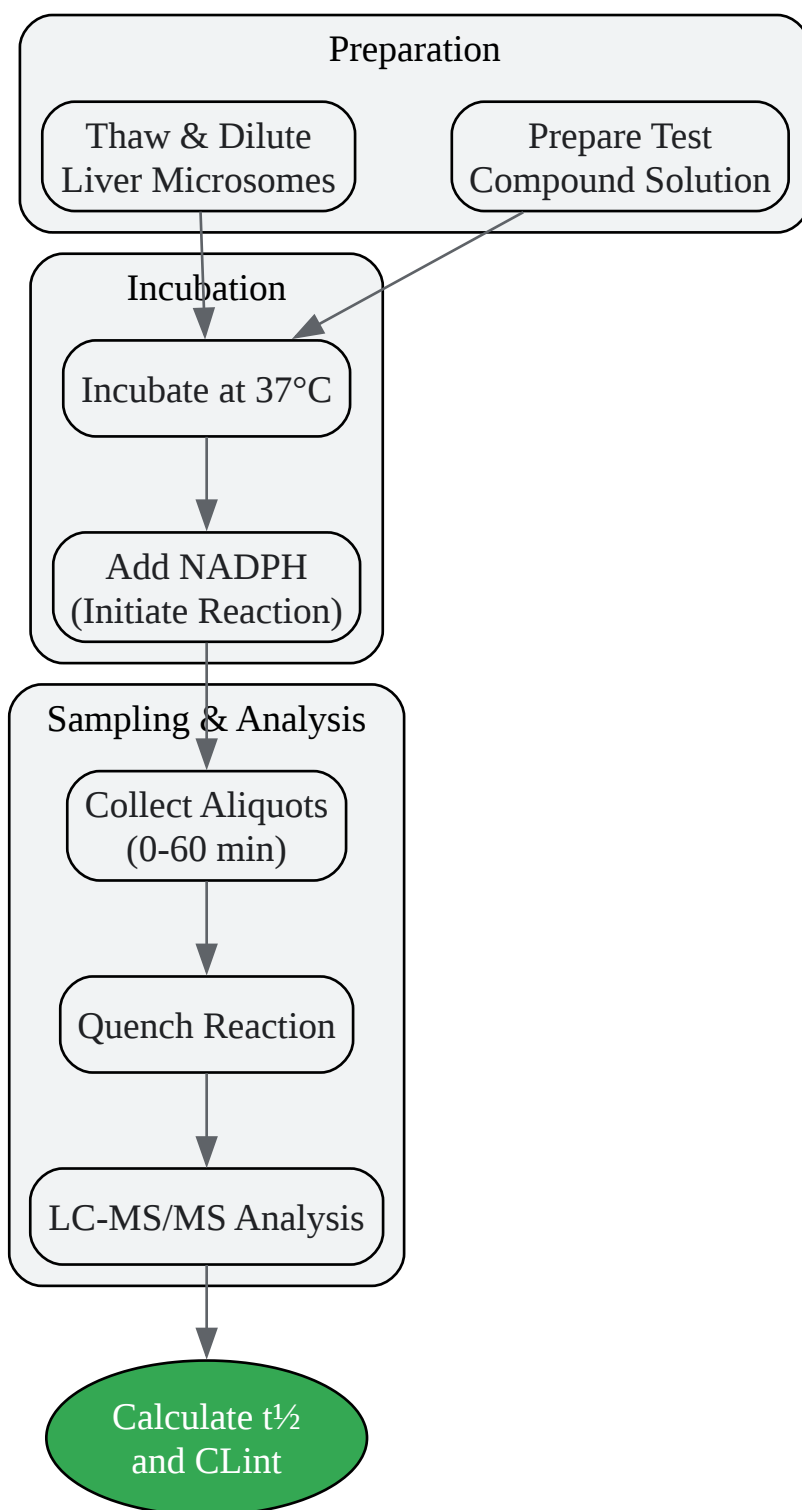 Preparation
Thaw & Dilute
Liver Microsomes
Prepare Test
Compound Solution
Incubation
Incubate at 37°C
Add NADPH
(Initiate Reaction)
Sampling & Analysis
Collect Aliquots
(0-60 min)
Quench Reaction
LC-MS/MS Analysis
Calculate t½
and CLint